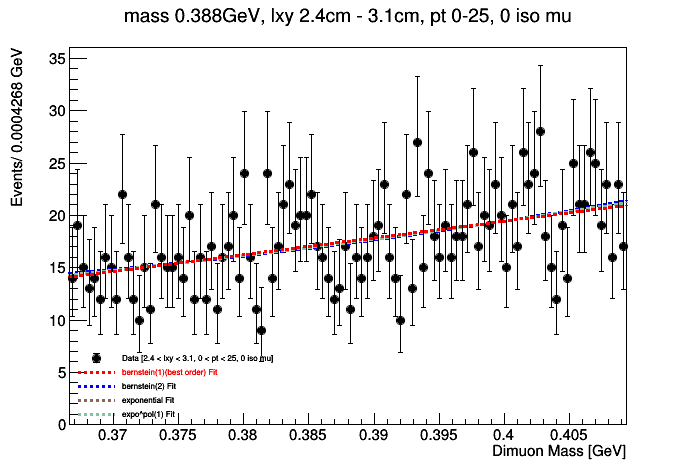 mass 0.388GeV, lxy 2.4cm - 3.1cm, pt 0-25, 0 iso mu
Events/ 0.0004268 GeV
35
30
25
20
15
10
5
0
Data [2.4 < lxy < 3.1, 0 < pt < 25, 0 iso mu]
bernstein(1)(best order) Fit
bernstein(2) Fit
exponential Fit
expo*pol(1) Fit
0.37 0.375 0.38 0.385 0.39 0.395 0.4 0.405
Dimuon Mass [GeV]